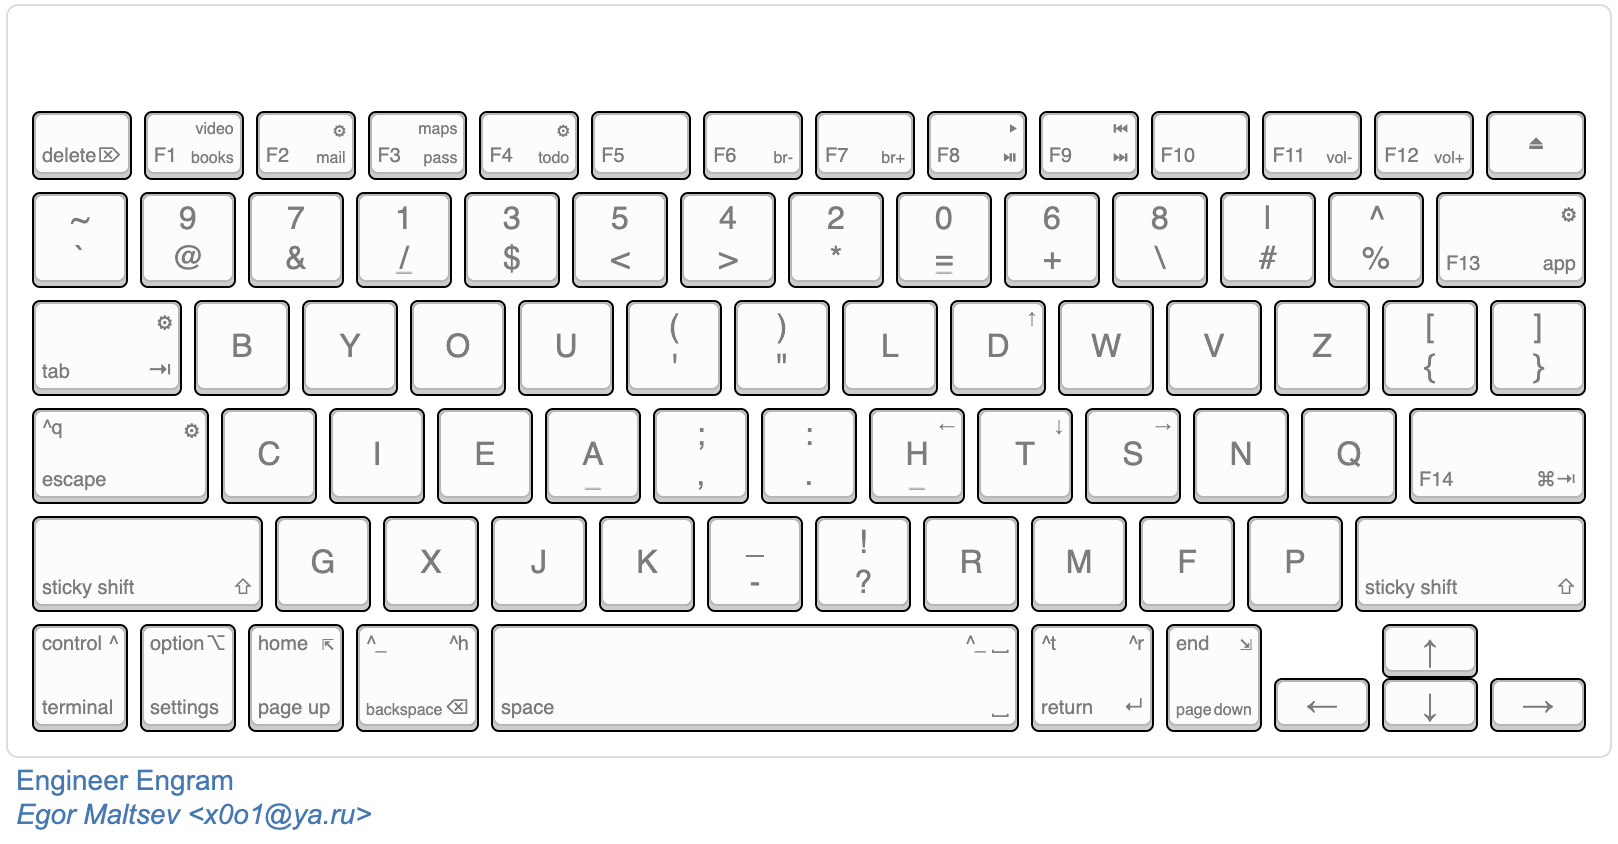 delete⌦ F1 video books F2 ⚙ mail F3 maps pass F4 ⚙ todo F5 F6 br- F7 br+ F8 ▶ ⏯ F9 ⏮ ⏭ F10 F11 vol- F12 vol+ ⏏
~ ` 9 @ 7 & 1 / 3 $ 5 < 4 > 2 * 0 = 6 + 8 \ | # ^ % ⚙ F13 app
⚙ tab ⇥ B Y O U ( ' ) " L D ↑ W V Z [ { ] }
^q ⚙ escape C I E A _ ; , : . H ← _ T ↓ S → N Q F14 ⌘⇥
sticky shift ⇧ G X J K _ - ! ? R M F P sticky shift ⇧
control ^ terminal option ⌥ settings home ⇱ page up ^_ ^h backspace ⌫ ^_ ⎵ space ⎵ ^t ^r return ↵ end ⇲ page down ← ↑ ↓ →
Engineer Engram
Egor Maltsev <x0o1@ya.ru>